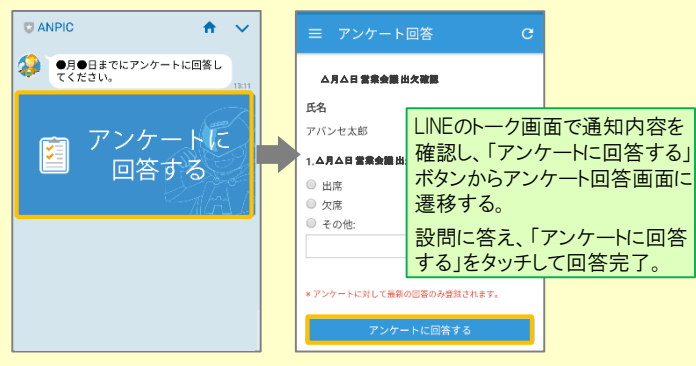 ANPIC
●月●日までにアンケートに回答し
てください。
13:11
アンケートに
回答する
アンケート回答
△月△日 営業会議 出欠確認
氏名
アバンセ太郎
1.△月△日 営業会議 出
出席
欠席
その他:
* アンケートに対して最新の回答のみ登録されます。
アンケートに回答する
LINEのトーク画面で通知内容を
確認し、「アンケートに回答する」
ボタンからアンケート回答画面に
遷移する。
設問に答え、「アンケートに回答
する」をタッチして回答完了。